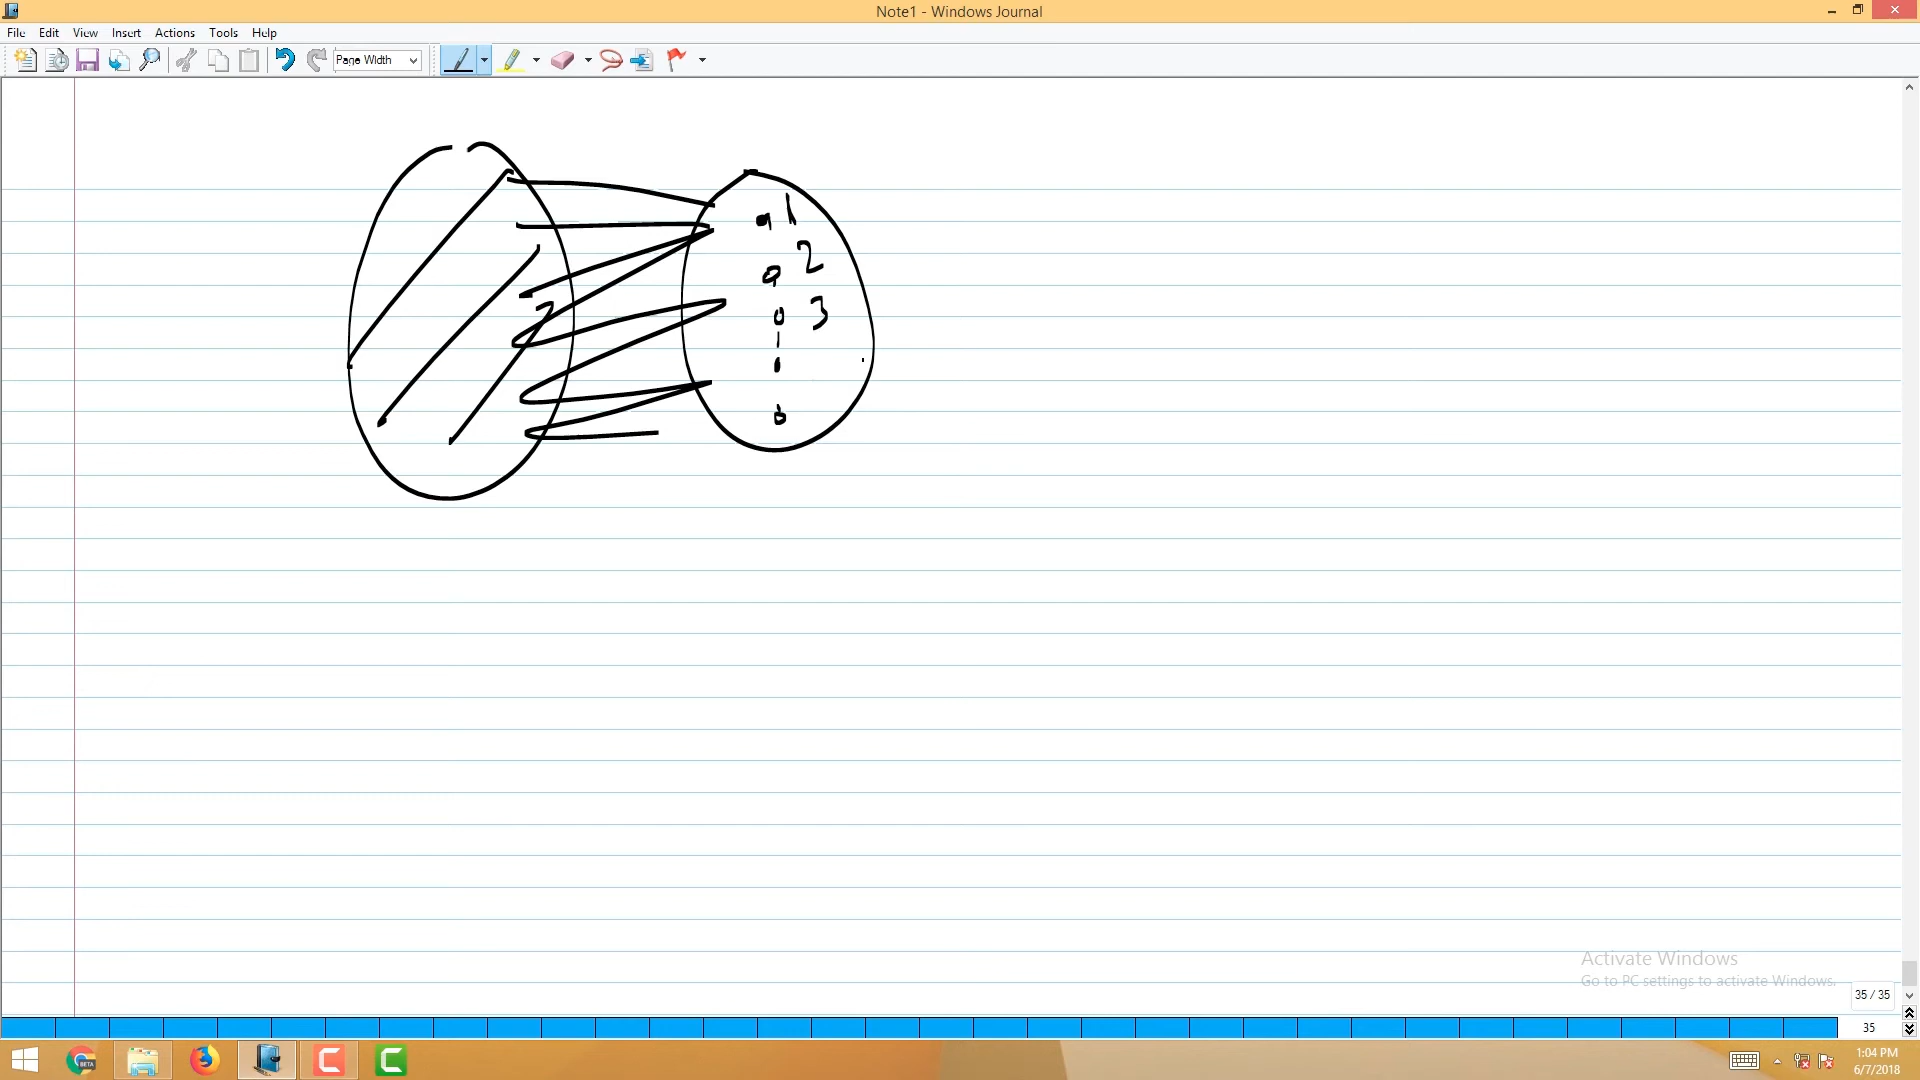 Note1 - Windows Journal
File Edit View Insert Actions Tools Help
Page Width
1
2
3
Activate Windows
Go to PC settings to activate Windows.
35 / 35
35
BETA
1:04 PM
6/7/2018